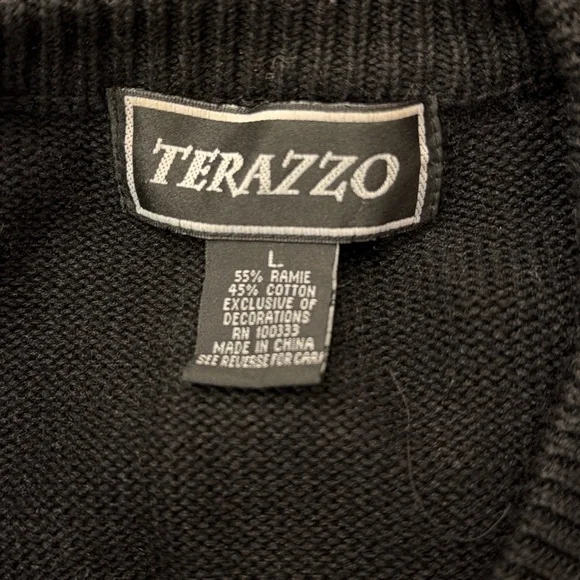 TERAZZO
L
55% RAMIE
45% COTTON
EXCLUSIVE OF
DECORATIONS
RN 100333
MADE IN CHINA
SEE REVERSE FOR CARE